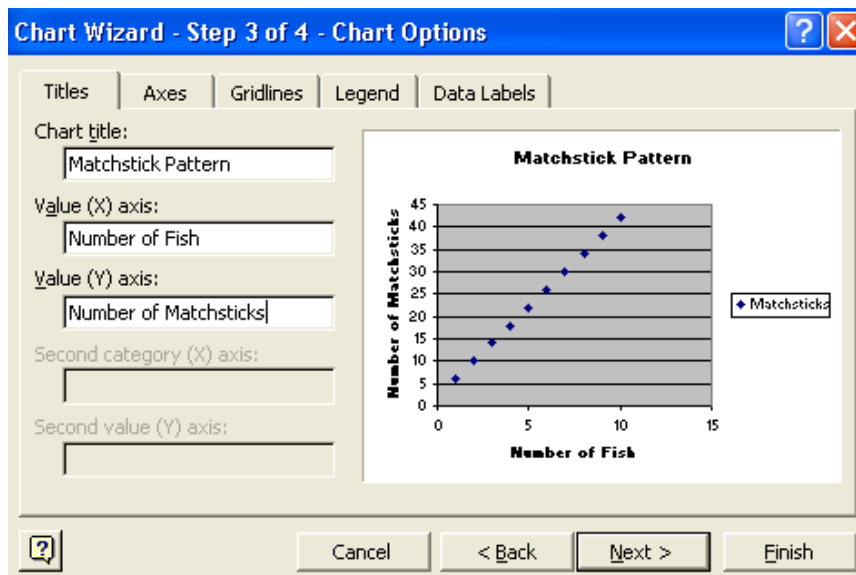 Chart Wizard - Step 3 of 4 - Chart Options
?
Titles Axes Gridlines Legend Data Labels
Chart title:
Matchstick Pattern
Value (X) axis:
Number of Fish
Value (Y) axis:
Number of Matchsticks
Second category (X) axis:
Second value (Y) axis:
Matchstick Pattern
Number of Matchsticks
45
40
35
30
25
20
15
10
5
0
0 5 10 15
Number of Fish
Matchsticks
?
Cancel < Back Next > Finish